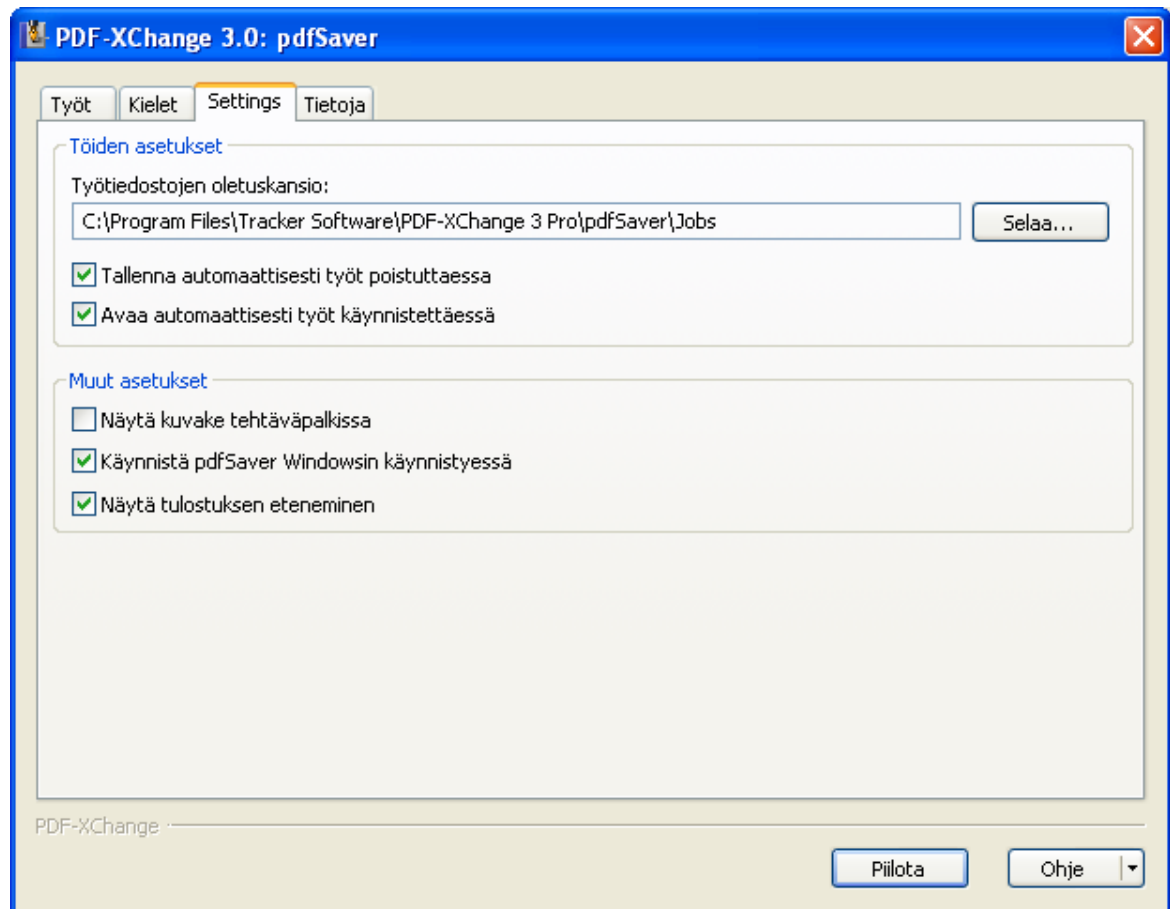 PDF-XChange 3.0: pdfSaver
Työt Kielet Settings Tietoja
Töiden asetukset
Työtiedostojen oletuskansio:
C:\Program Files\Tracker Software\PDF-XChange 3 Pro\pdfSaver\Jobs Selaa...
Tallenna automaattisesti työt poistuttaessa
Avaa automaattisesti työt käynnistettäessä
Muut asetukset
Näytä kuvake tehtäväpalkissa
Käynnistä pdfSaver Windowsin käynnistyessä
Näytä tulostuksen eteneminen
PDF-XChange
Piilota Ohje